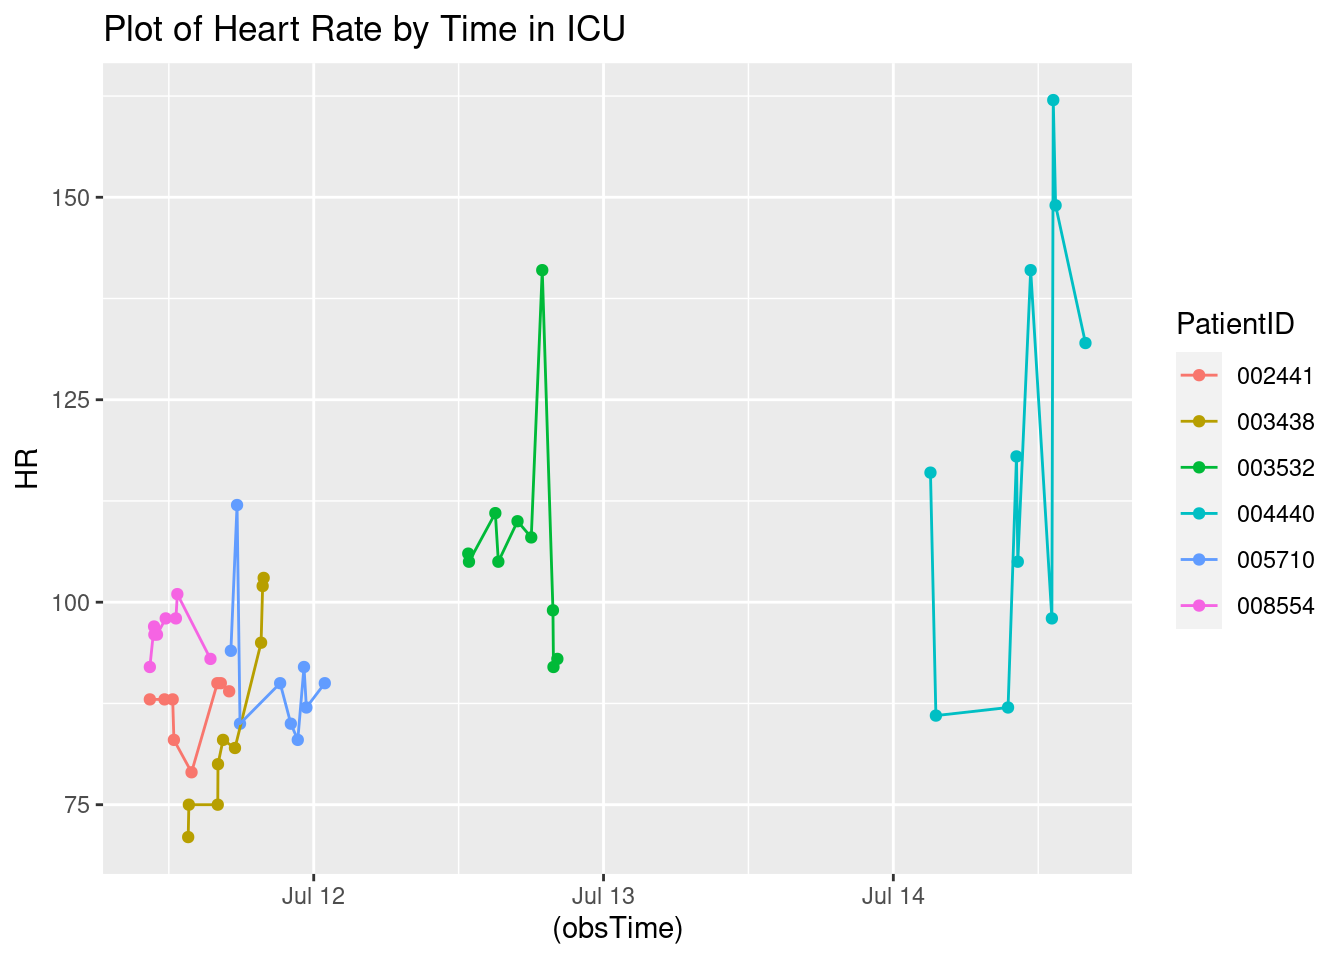 Plot of Heart Rate by Time in ICU
HR
150
125
100
75
Jul 12
Jul 13
Jul 14
(obsTime)
PatientID
002441
003438
003532
004440
005710
008554